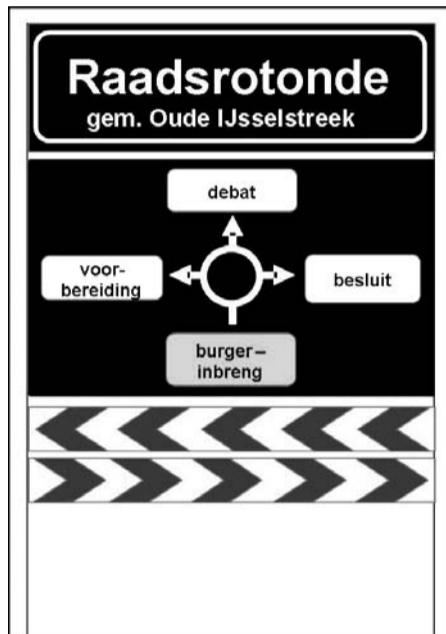 Raadsrotonde
gem. Oude IJsselstreek
debat
voor-
bereiding
besluit
burger–
inbreng